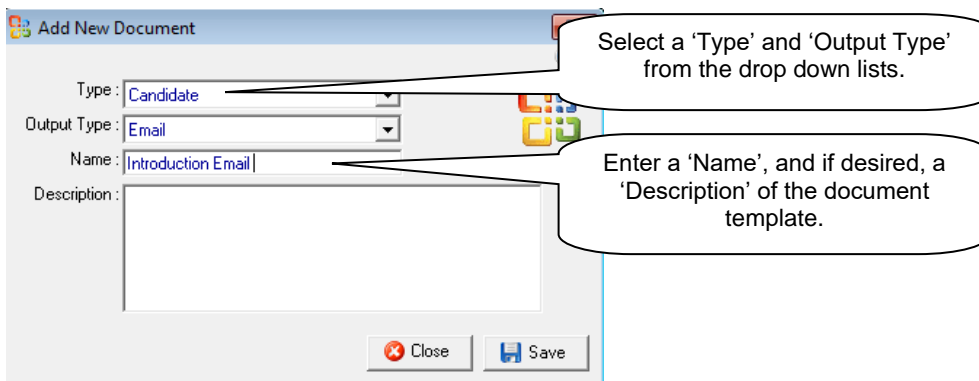 Add New Document
Select a ‘Type’ and ‘Output Type’
from the drop down lists.
Type : Candidate
Output Type : Email
Name : Introduction Email
Enter a ‘Name’, and if desired, a
‘Description’ of the document
template.
Description :
Close
Save